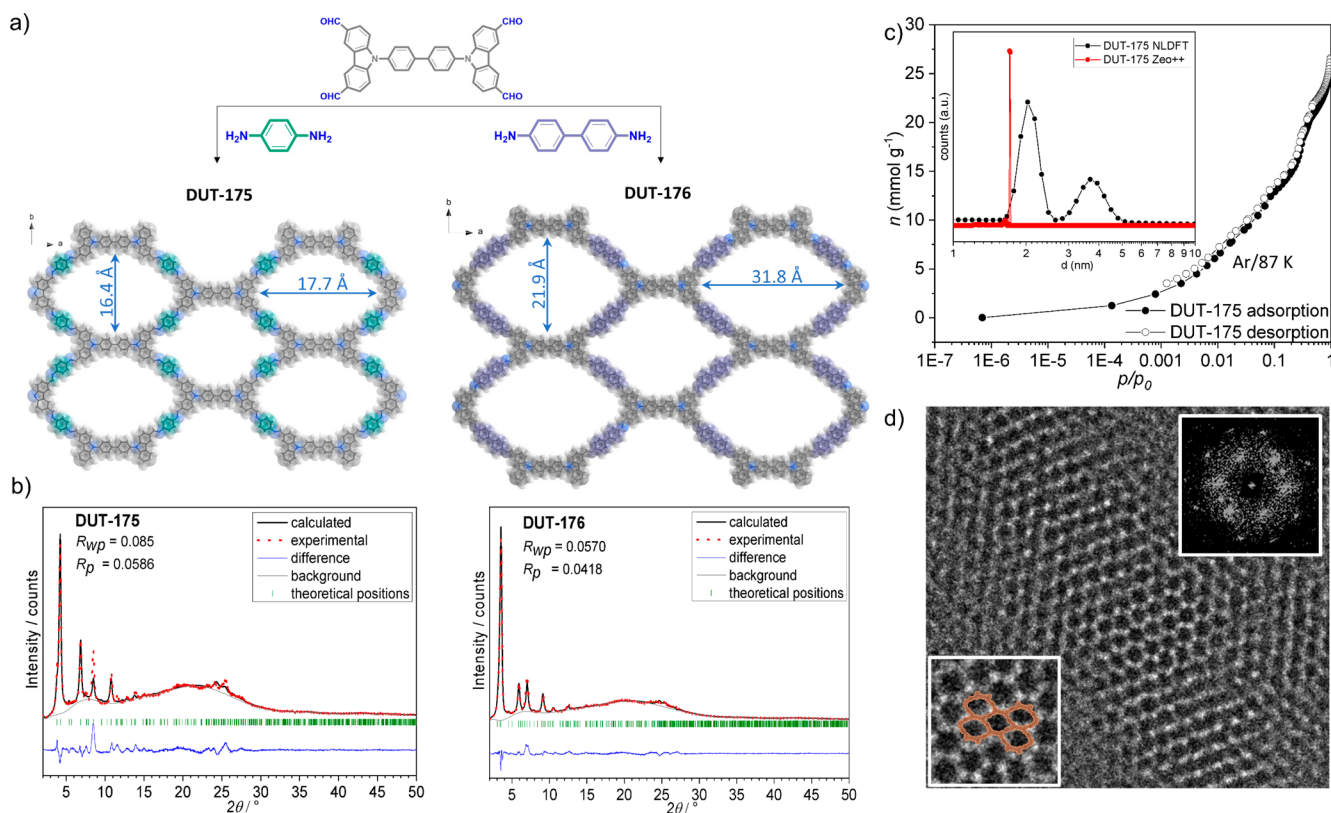 a)
OHC
CHO
N
N
OHC
CHO
H₂N
NH₂
H₂N
NH₂
DUT-175
DUT-176
b
a
b
a
16.4 Å
17.7 Å
21.9 Å
31.8 Å
b)
DUT-175
Rwp = 0.085
Rp = 0.0586
calculated
experimental
difference
background
theoretical positions
Intensity / counts
5 10 15 20 25 30 35 40 45 50
2θ / °
DUT-176
Rwp = 0.0570
Rp = 0.0418
calculated
experimental
difference
background
theoretical positions
Intensity / counts
5 10 15 20 25 30 35 40 45 50
2θ / °
c)
30
25
20
15
10
5
0
n (mmol g⁻¹)
DUT-175 NLDFT
DUT-175 Zeo++
counts (a.u.)
1 2 3 4 5 6 7 8 9 10
d (nm)
Ar/87 K
DUT-175 adsorption
DUT-175 desorption
1E-7 1E-6 1E-5 1E-4 0.001 0.01 0.1 1
p/p₀
d)